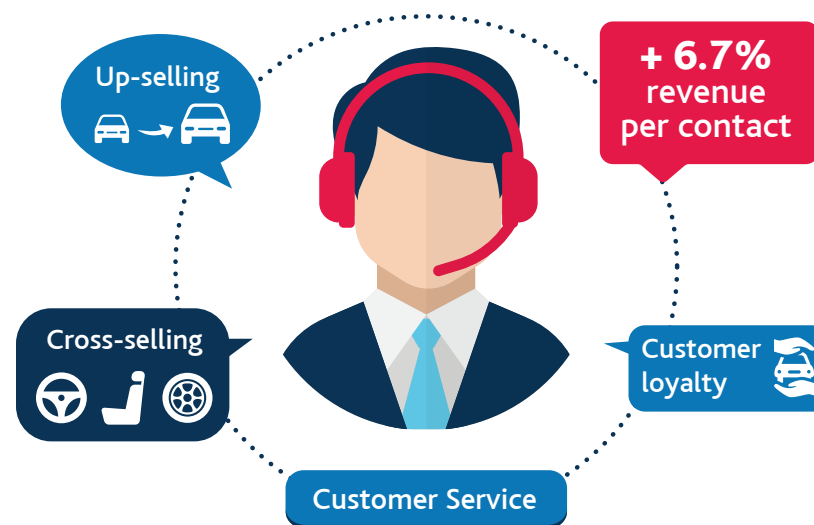 Up-selling
+ 6.7%
revenue
per contact
Cross-selling
Customer
loyalty
Customer Service